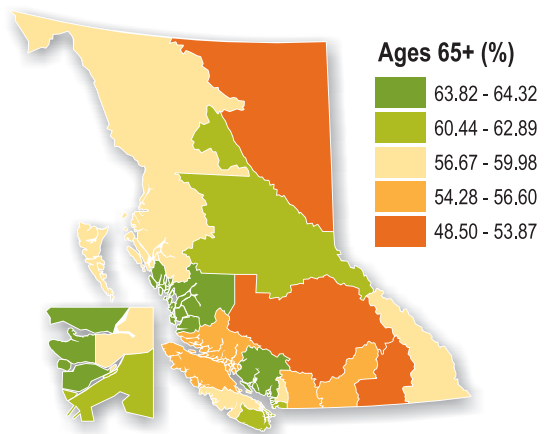 Ages 65+ (%)
63.82 - 64.32
60.44 - 62.89
56.67 - 59.98
54.28 - 56.60
48.50 - 53.87